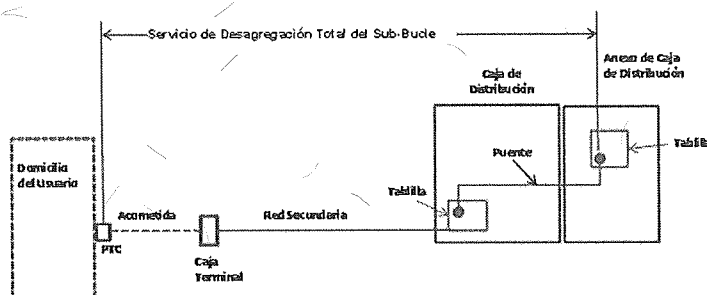 Servicio de Desagregación Total del Sub-Bucle
Anexo de Caja
de Distribución
Caja de
Distribución
Tablilla
Puente
Domicilio
del Usuario
Tablilla
Acometida
Red Secundaria
PTC
Caja
Terminal